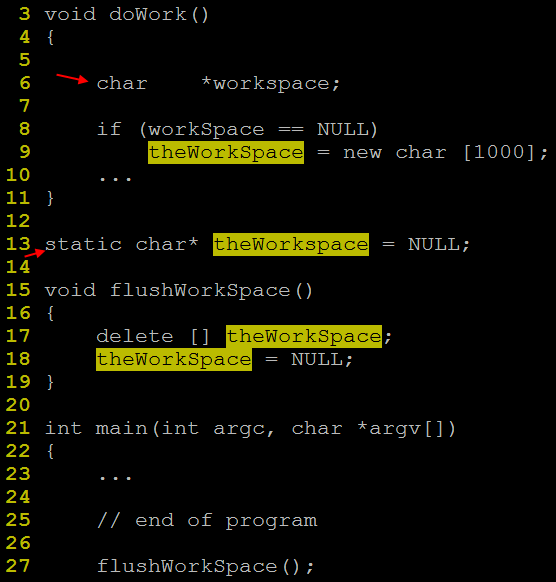 3 void doWork()
4 {
5
6     char    *workspace;
7
8     if (workSpace == NULL)
9         theWorkSpace = new char [1000];
10     ...
11 }
12
13 static char* theWorkspace = NULL;
14
15 void flushWorkSpace()
16 {
17     delete [] theWorkSpace;
18     theWorkSpace = NULL;
19 }
20
21 int main(int argc, char *argv[])
22 {
23     ...
24
25     // end of program
26
27     flushWorkSpace();